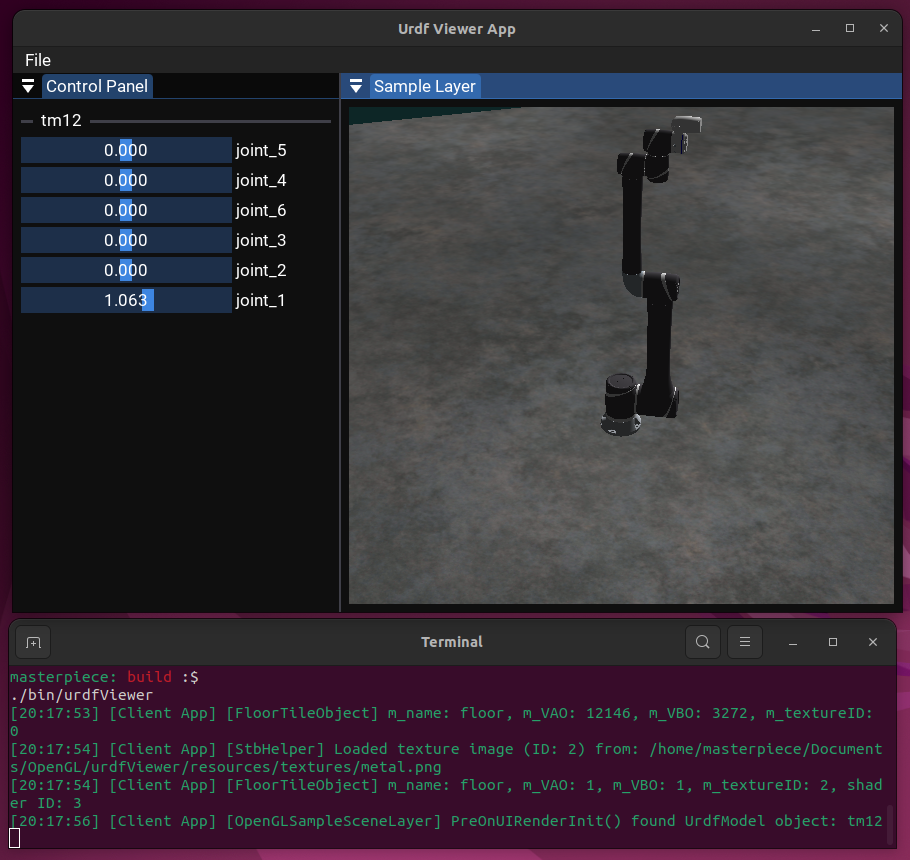 Urdf Viewer App
File
Control Panel
Sample Layer
tm12
0.000 joint_5
0.000 joint_4
0.000 joint_6
0.000 joint_3
0.000 joint_2
1.063 joint_1
Terminal
masterpiece: build :$
./bin/urdfViewer
[20:17:53] [Client App] [FloorTileObject] m_name: floor, m_VAO: 12146, m_VBO: 3272, m_textureID:
0
[20:17:54] [Client App] [StbHelper] Loaded texture image (ID: 2) from: /home/masterpiece/Document
s/OpenGL/urdfViewer/resources/textures/metal.png
[20:17:54] [Client App] [FloorTileObject] m_name: floor, m_VAO: 1, m_VBO: 1, m_textureID: 2, shad
er ID: 3
[20:17:56] [Client App] [OpenGLSampleSceneLayer] PreOnUIRenderInit() found UrdfModel object: tm12